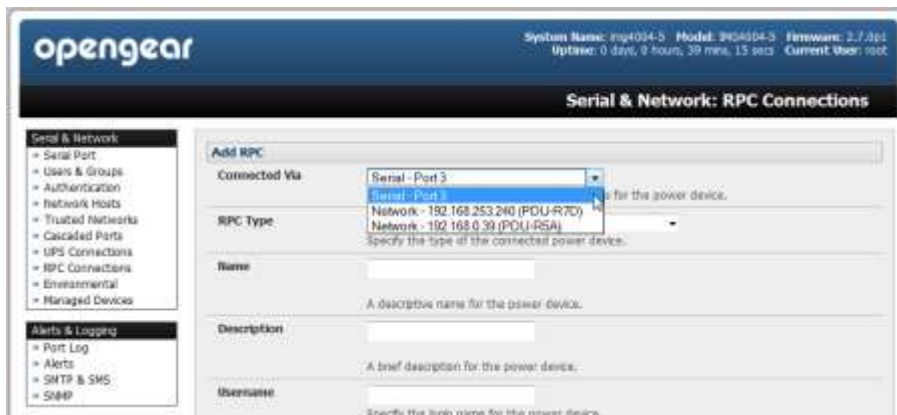 opengear
System Name: img4004-5 Model: IMG4004-5 Firmware: 2.7.0p1
Uptime: 0 days, 0 hours, 39 mins, 15 secs Current User: root
Serial & Network: RPC Connections
Serial & Network
» Serial Port
» Users & Groups
» Authentication
» Network Hosts
» Trusted Networks
» Cascaded Ports
» UPS Connections
» RPC Connections
» Environmental
» Managed Devices
Alerts & Logging
» Port Log
» Alerts
» SMTP & SMS
» SNMP
Add RPC
Connected Via
Serial - Port 3
Serial - Port 3
s for the power device.
Network - 192.168.253.240 (PDU-R7D)
Network - 192.168.0.39 (PDU-R5A)
RPC Type
Specify the type of the connected power device.
Name
A descriptive name for the power device.
Description
A brief description for the power device.
Username
Specify the login name for the power device.